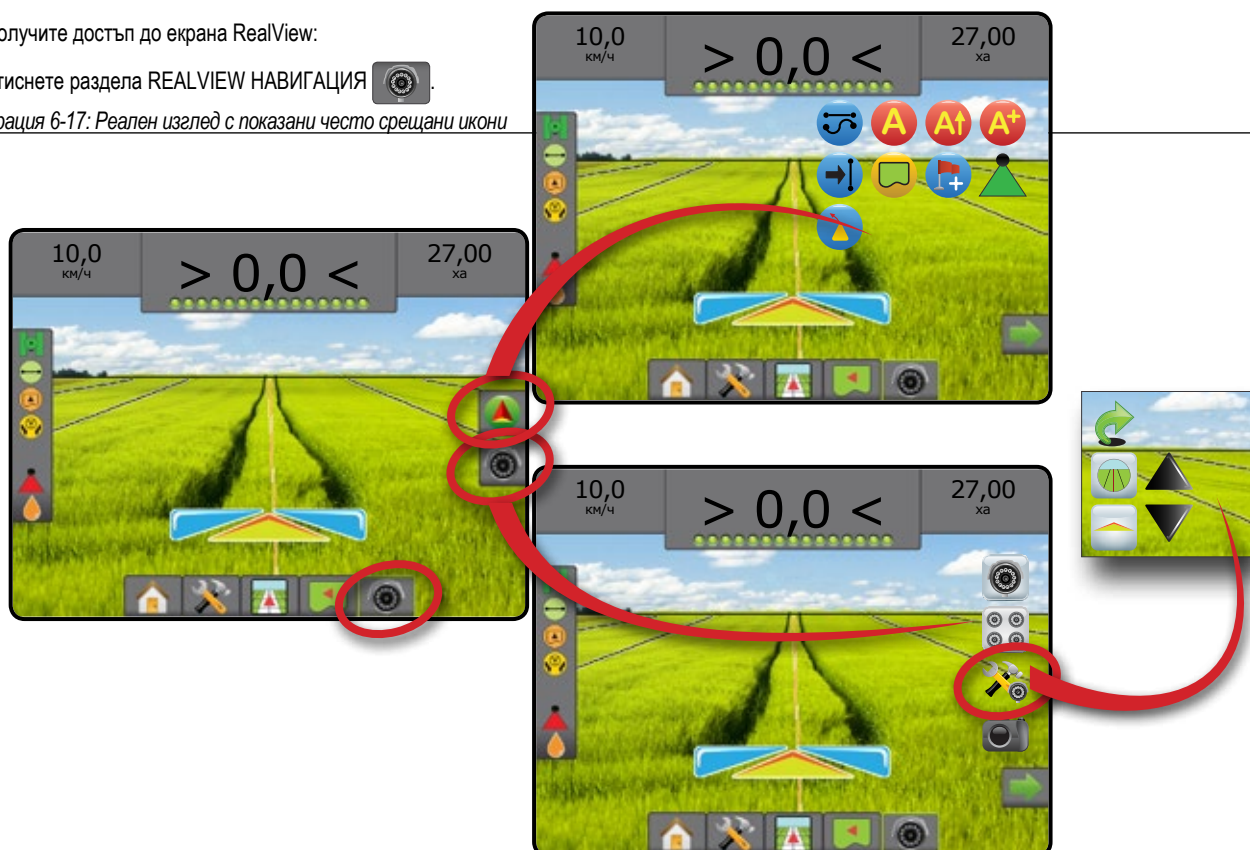 олучите достъп до екрана RealView:
тиснете раздела REALVIEW НАВИГАЦИЯ .
рация 6-17: Реален изглед с показани често срещани икони
10,0
км/ч
> 0,0 <
27,00
ха
A A A+
10,0
км/ч
> 0,0 <
27,00
ха
10,0
км/ч
> 0,0 <
27,00
ха